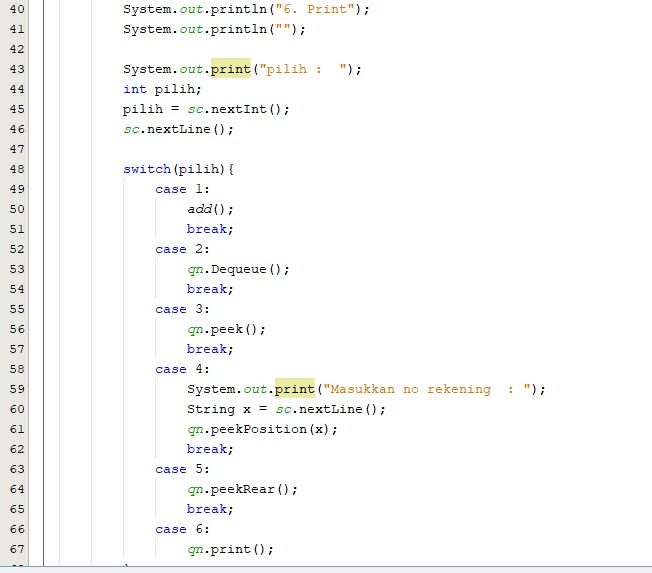 40 System.out.println("6. Print");
41 System.out.println("");
42
43 System.out.print("pilih :  ");
44 int pilih;
45 pilih = sc.nextInt();
46 sc.nextLine();
47
48 switch(pilih){
49 case 1:
50 add();
51 break;
52 case 2:
53 qn.Dequeue();
54 break;
55 case 3:
56 qn.peek();
57 break;
58 case 4:
59 System.out.print("Masukkan no rekening  : ");
60 String x = sc.nextLine();
61 qn.peekPosition(x);
62 break;
63 case 5:
64 qn.peekRear();
65 break;
66 case 6:
67 qn.print();